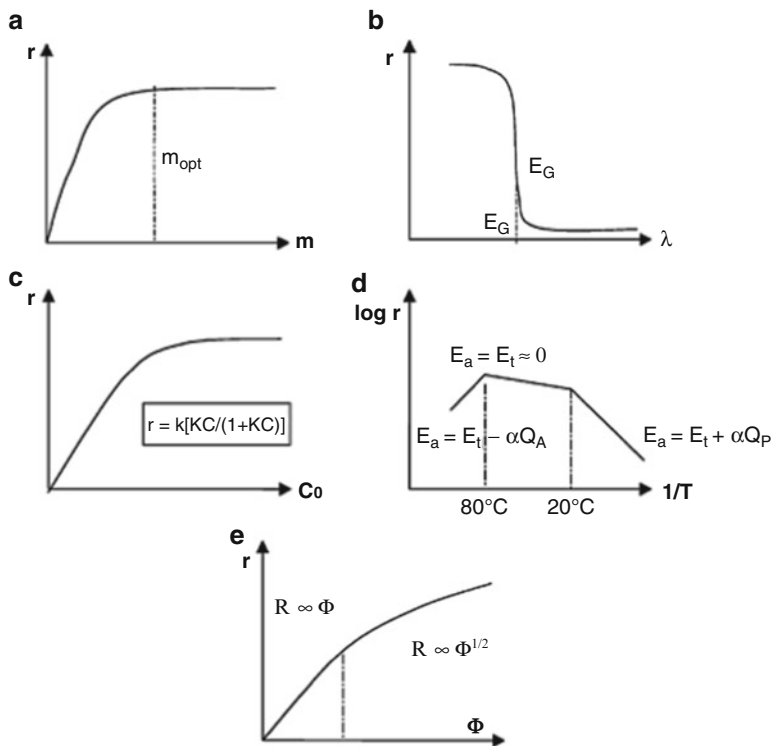 a
r
m_opt
m
b
r
E_G
E_G
λ
c
r
r = k[KC/(1+KC)]
C₀
d
log r
E_a = E_t ≈ 0
E_a = E_t − αQ_A
E_a = E_t + αQ_P
80°C
20°C
1/T
e
r
R ∞ Φ
R ∞ Φ^1/2
Φ